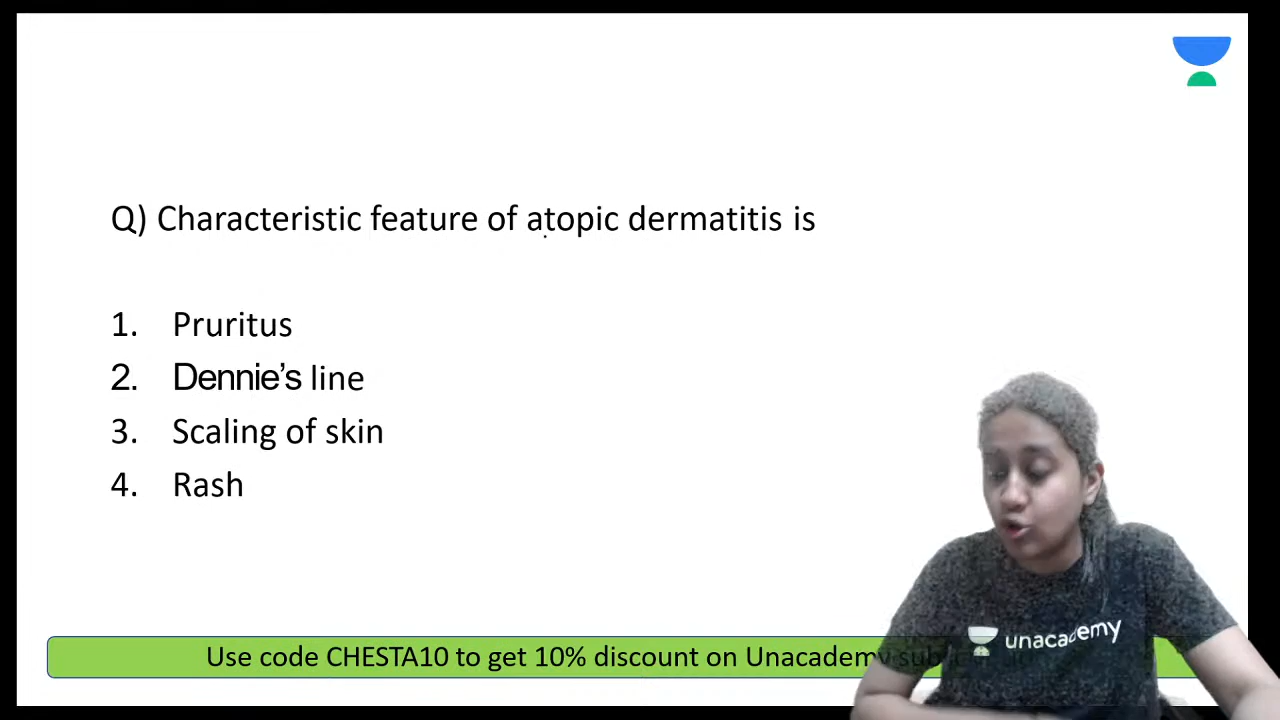 Q) Characteristic feature of atopic dermatitis is
1. Pruritus
2. Dennie's line
3. Scaling of skin
4. Rash
Use code CHESTA10 to get 10% discount on Unacademy
unacademy